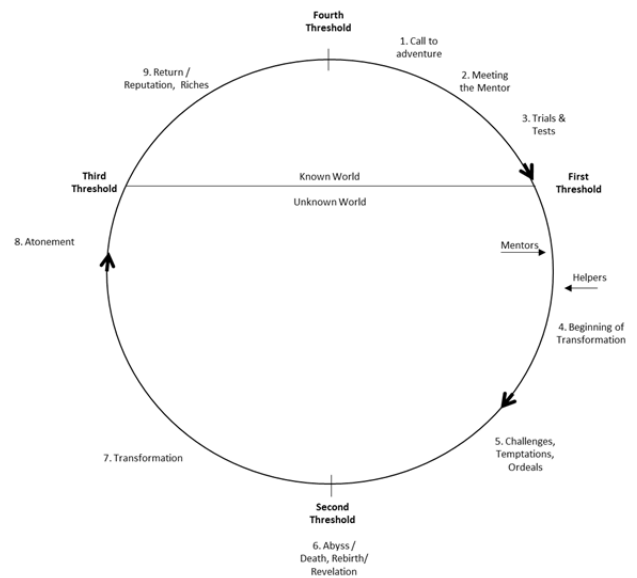 Fourth
Threshold
1. Call to
adventure
2. Meeting
the Mentor
3. Trials &
Tests
First
Threshold
Known World
Unknown World
Mentors
Helpers
4. Beginning of
Transformation
5. Challenges,
Temptations,
Ordeals
Second
Threshold
6. Abyss /
Death, Rebirth/
Revelation
7. Transformation
8. Atonement
Third
Threshold
9. Return /
Reputation, Riches